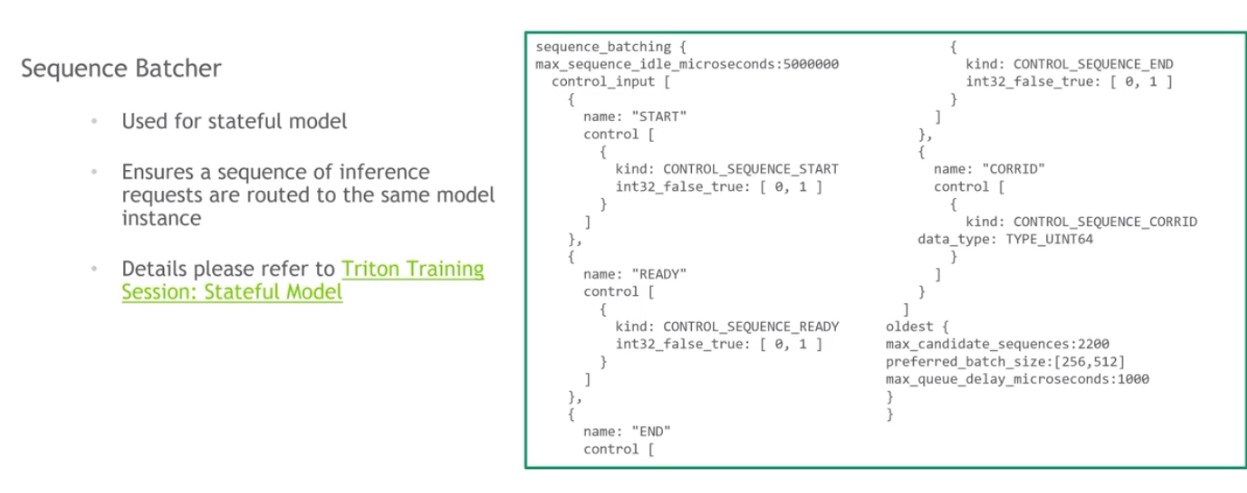 Sequence Batcher
• Used for stateful model
• Ensures a sequence of inference
requests are routed to the same model
instance
• Details please refer to Triton Training
Session: Stateful Model
sequence_batching {
max_sequence_idle_microseconds:5000000
control_input [
{
name: "START"
control [
{
kind: CONTROL_SEQUENCE_START
int32_false_true: [ 0, 1 ]
}
]
},
{
name: "READY"
control [
{
kind: CONTROL_SEQUENCE_READY
int32_false_true: [ 0, 1 ]
}
]
},
{
name: "END"
control [
{
kind: CONTROL_SEQUENCE_END
int32_false_true: [ 0, 1 ]
}
]
},
{
name: "CORRID"
control [
{
kind: CONTROL_SEQUENCE_CORRID
data_type: TYPE_UINT64
}
]
}
]
oldest {
max_candidate_sequences:2200
preferred_batch_size:[256,512]
max_queue_delay_microseconds:1000
}
}